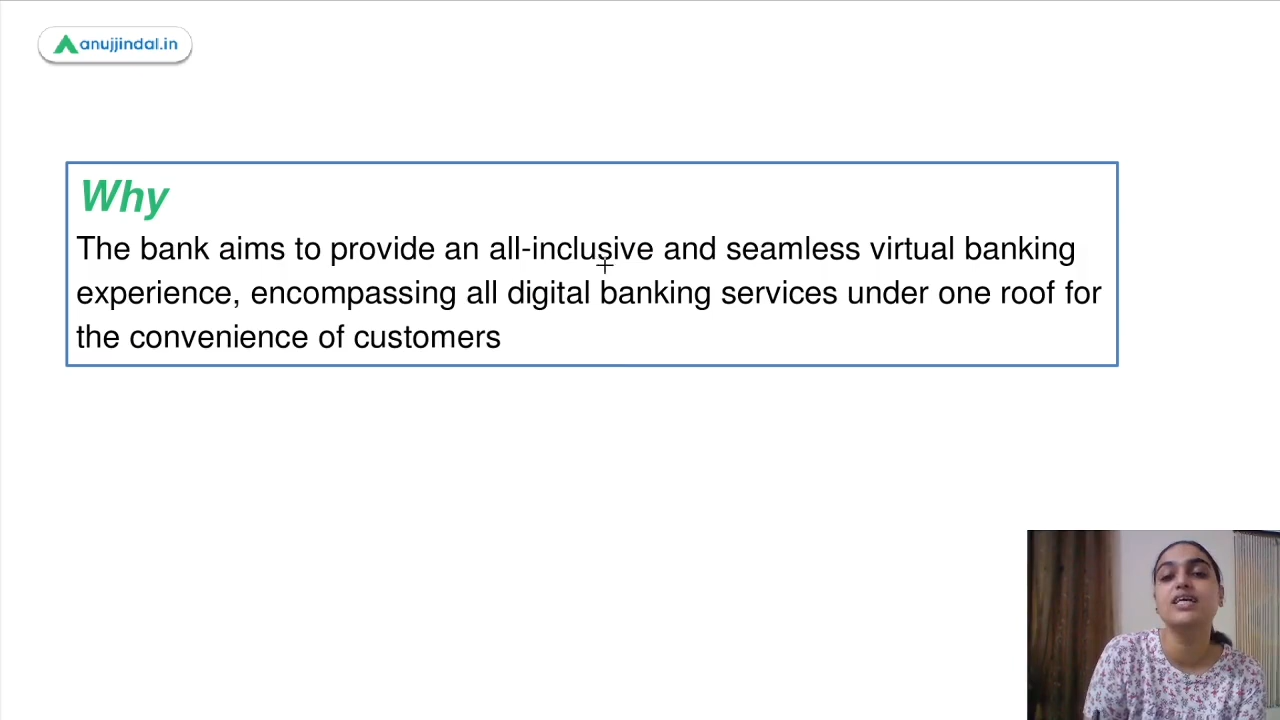 anujjindal.in
Why
The bank aims to provide an all-inclusive and seamless virtual banking
experience, encompassing all digital banking services under one roof for
the convenience of customers